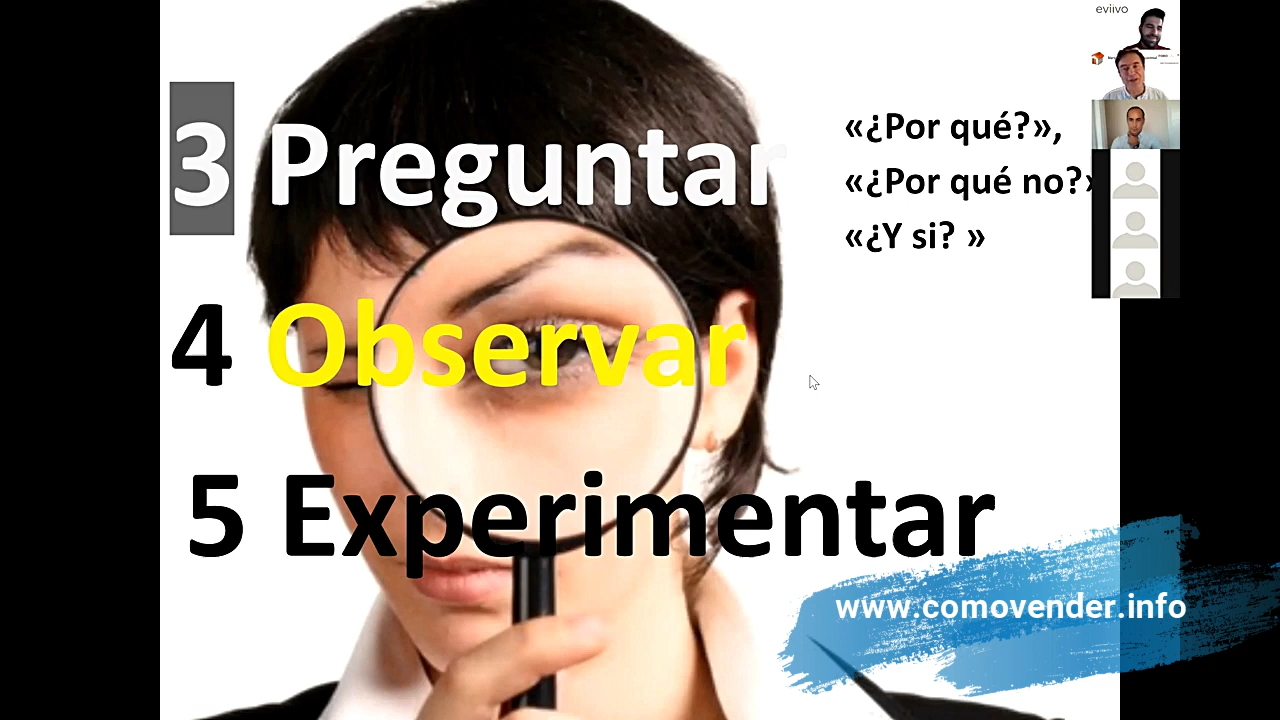 eviivo
3 Preguntar
«¿Por qué?»,
«¿Por qué no?»
«¿Y si? »
4 Observar
5 Experimentar
www.comovender.info